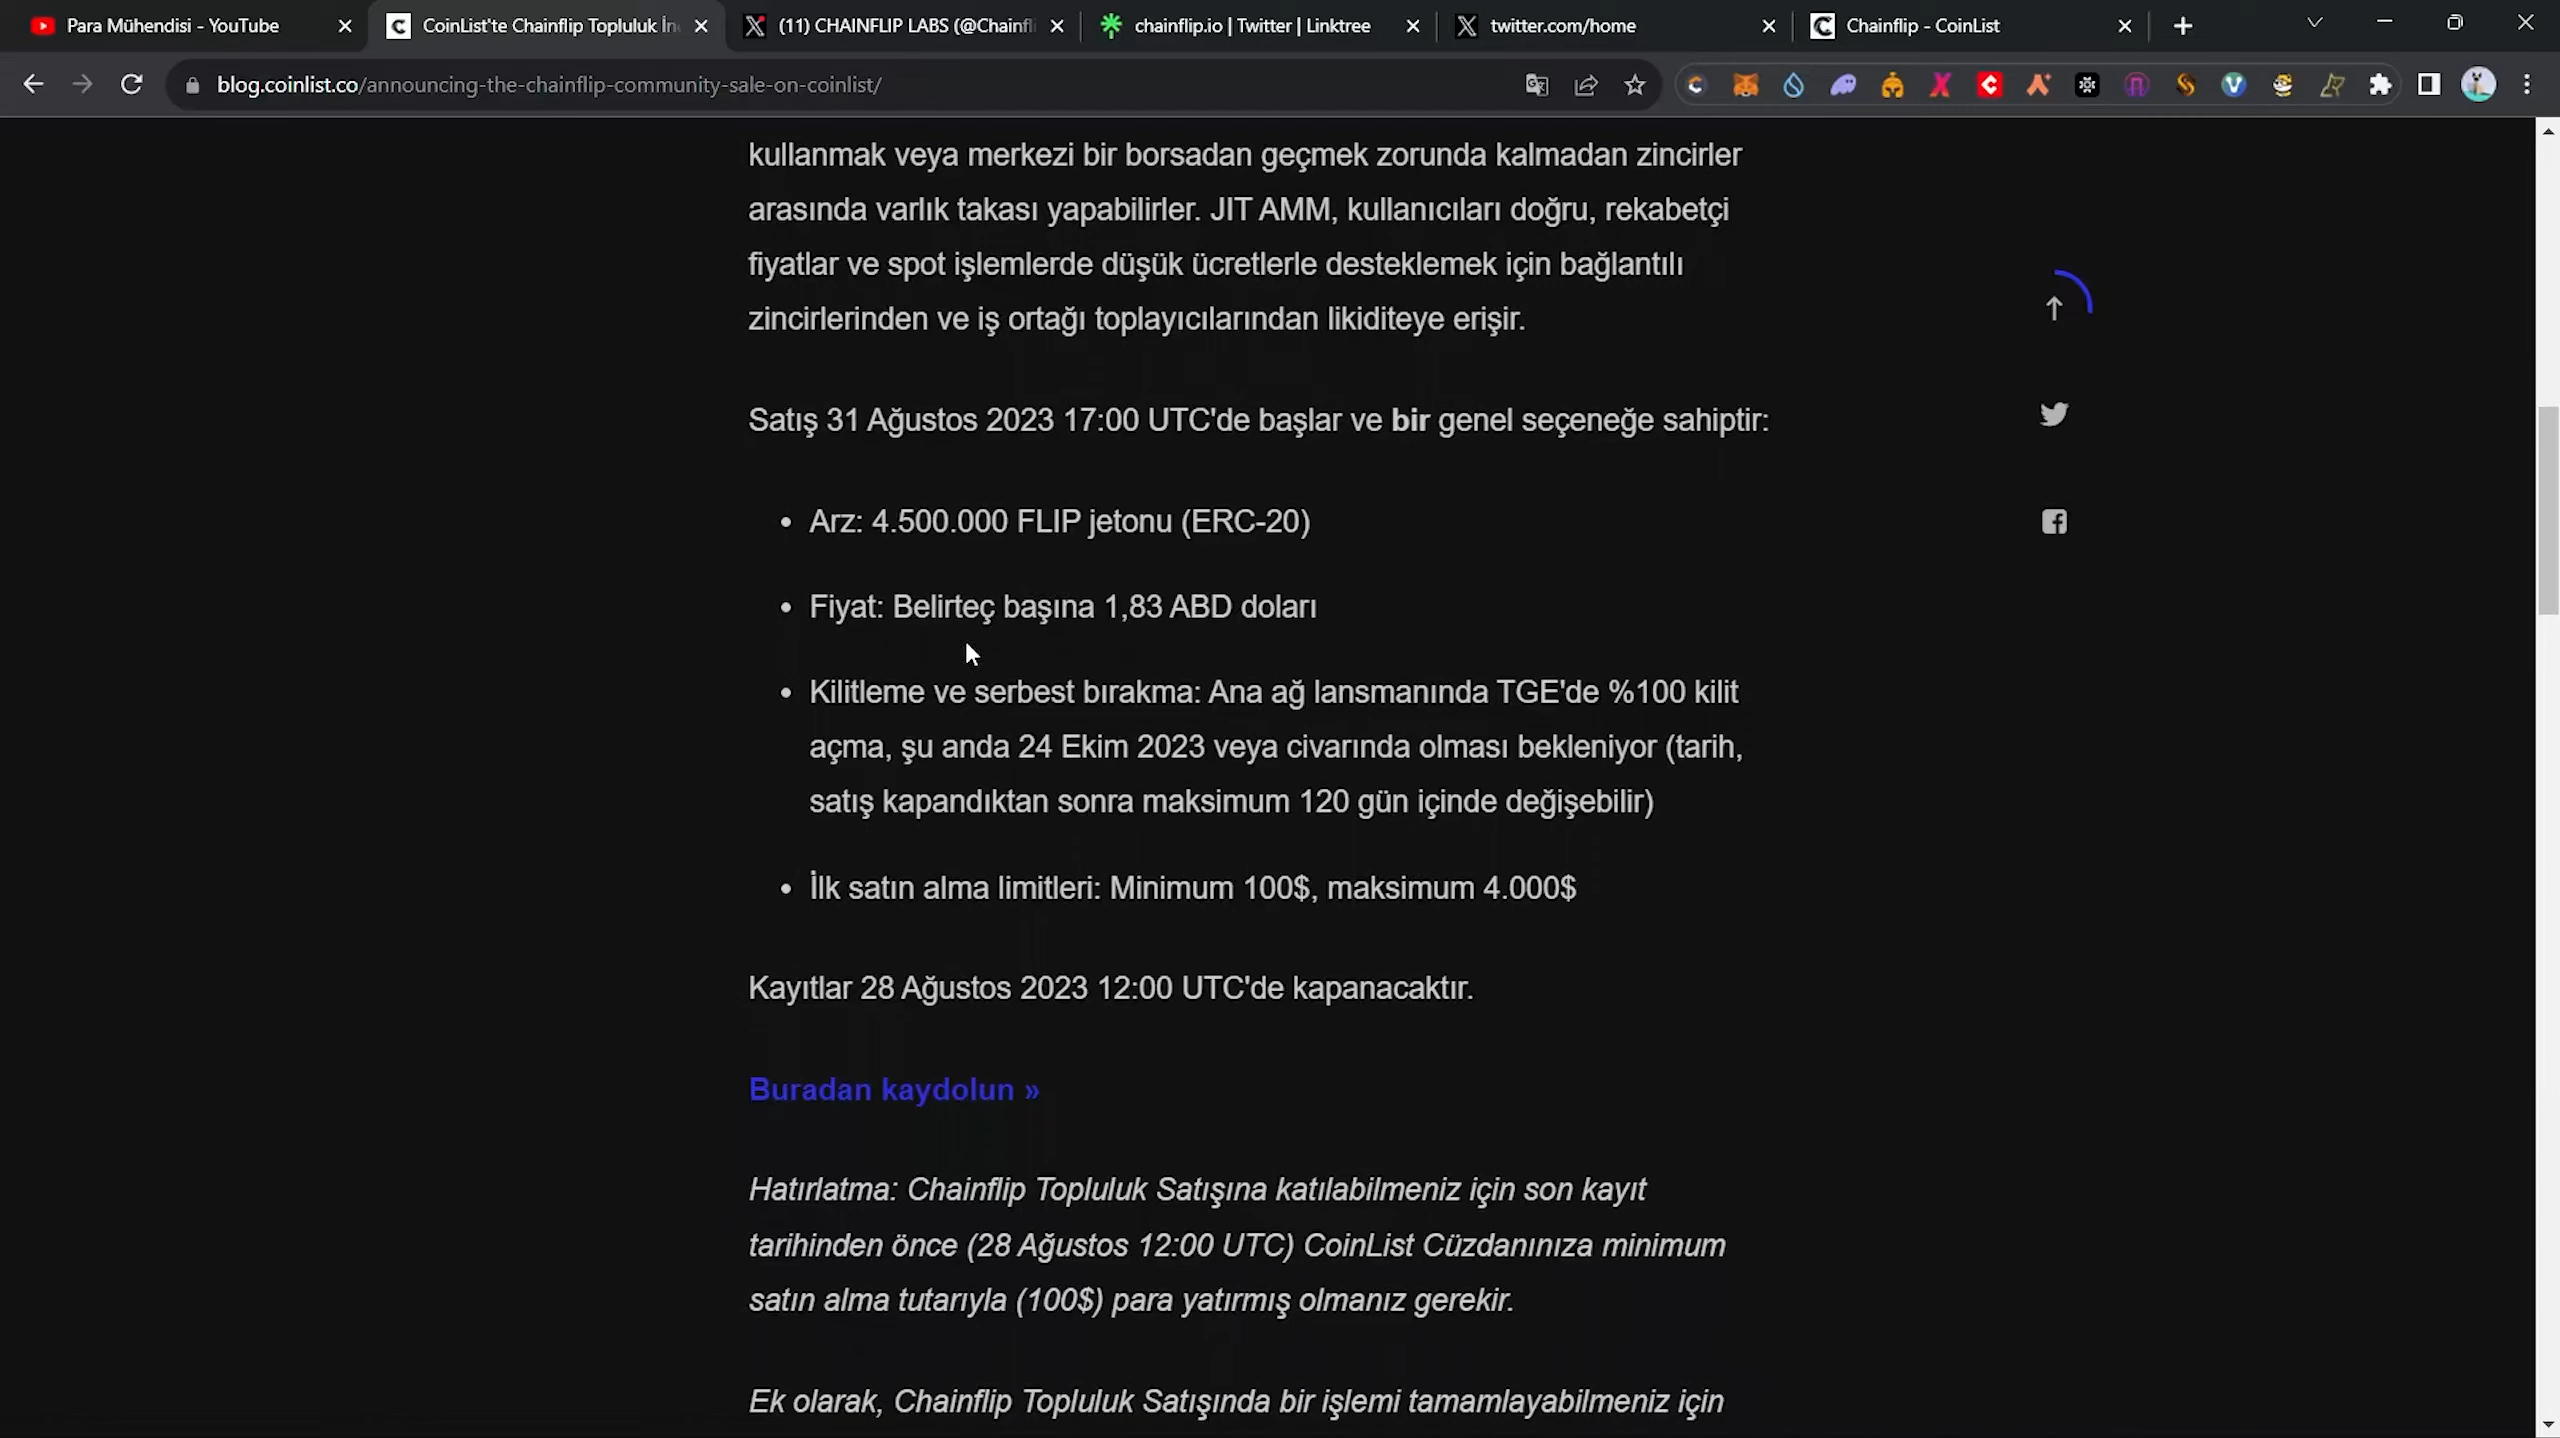 Para Mühendisi - YouTube
CoinList'te Chainflip Topluluk İn
(11) CHAINFLIP LABS (@Chainfli
chainflip.io | Twitter | Linktree
twitter.com/home
Chainflip - CoinList
blog.coinlist.co/announcing-the-chainflip-community-sale-on-coinlist/
kullanmak veya merkezi bir borsadan geçmek zorunda kalmadan zincirler
arasında varlık takası yapabilirler. JIT AMM, kullanıcıları doğru, rekabetçi
fiyatlar ve spot işlemlerde düşük ücretlerle desteklemek için bağlantılı
zincirlerinden ve iş ortağı toplayıcılarından likiditeye erişir.
Satış 31 Ağustos 2023 17:00 UTC'de başlar ve bir genel seçeneğe sahiptir:
• Arz: 4.500.000 FLIP jetonu (ERC-20)
• Fiyat: Belirteç başına 1,83 ABD doları
• Kilitleme ve serbest bırakma: Ana ağ lansmanında TGE'de %100 kilit
açma, şu anda 24 Ekim 2023 veya civarında olması bekleniyor (tarih,
satış kapandıktan sonra maksimum 120 gün içinde değişebilir)
• İlk satın alma limitleri: Minimum 100$, maksimum 4.000$
Kayıtlar 28 Ağustos 2023 12:00 UTC'de kapanacaktır.
Buradan kaydolun »
Hatırlatma: Chainflip Topluluk Satışına katılabilmeniz için son kayıt
tarihinden önce (28 Ağustos 12:00 UTC) CoinList Cüzdanınıza minimum
satın alma tutarıyla (100$) para yatırmış olmanız gerekir.
Ek olarak, Chainflip Topluluk Satışında bir işlemi tamamlayabilmeniz için